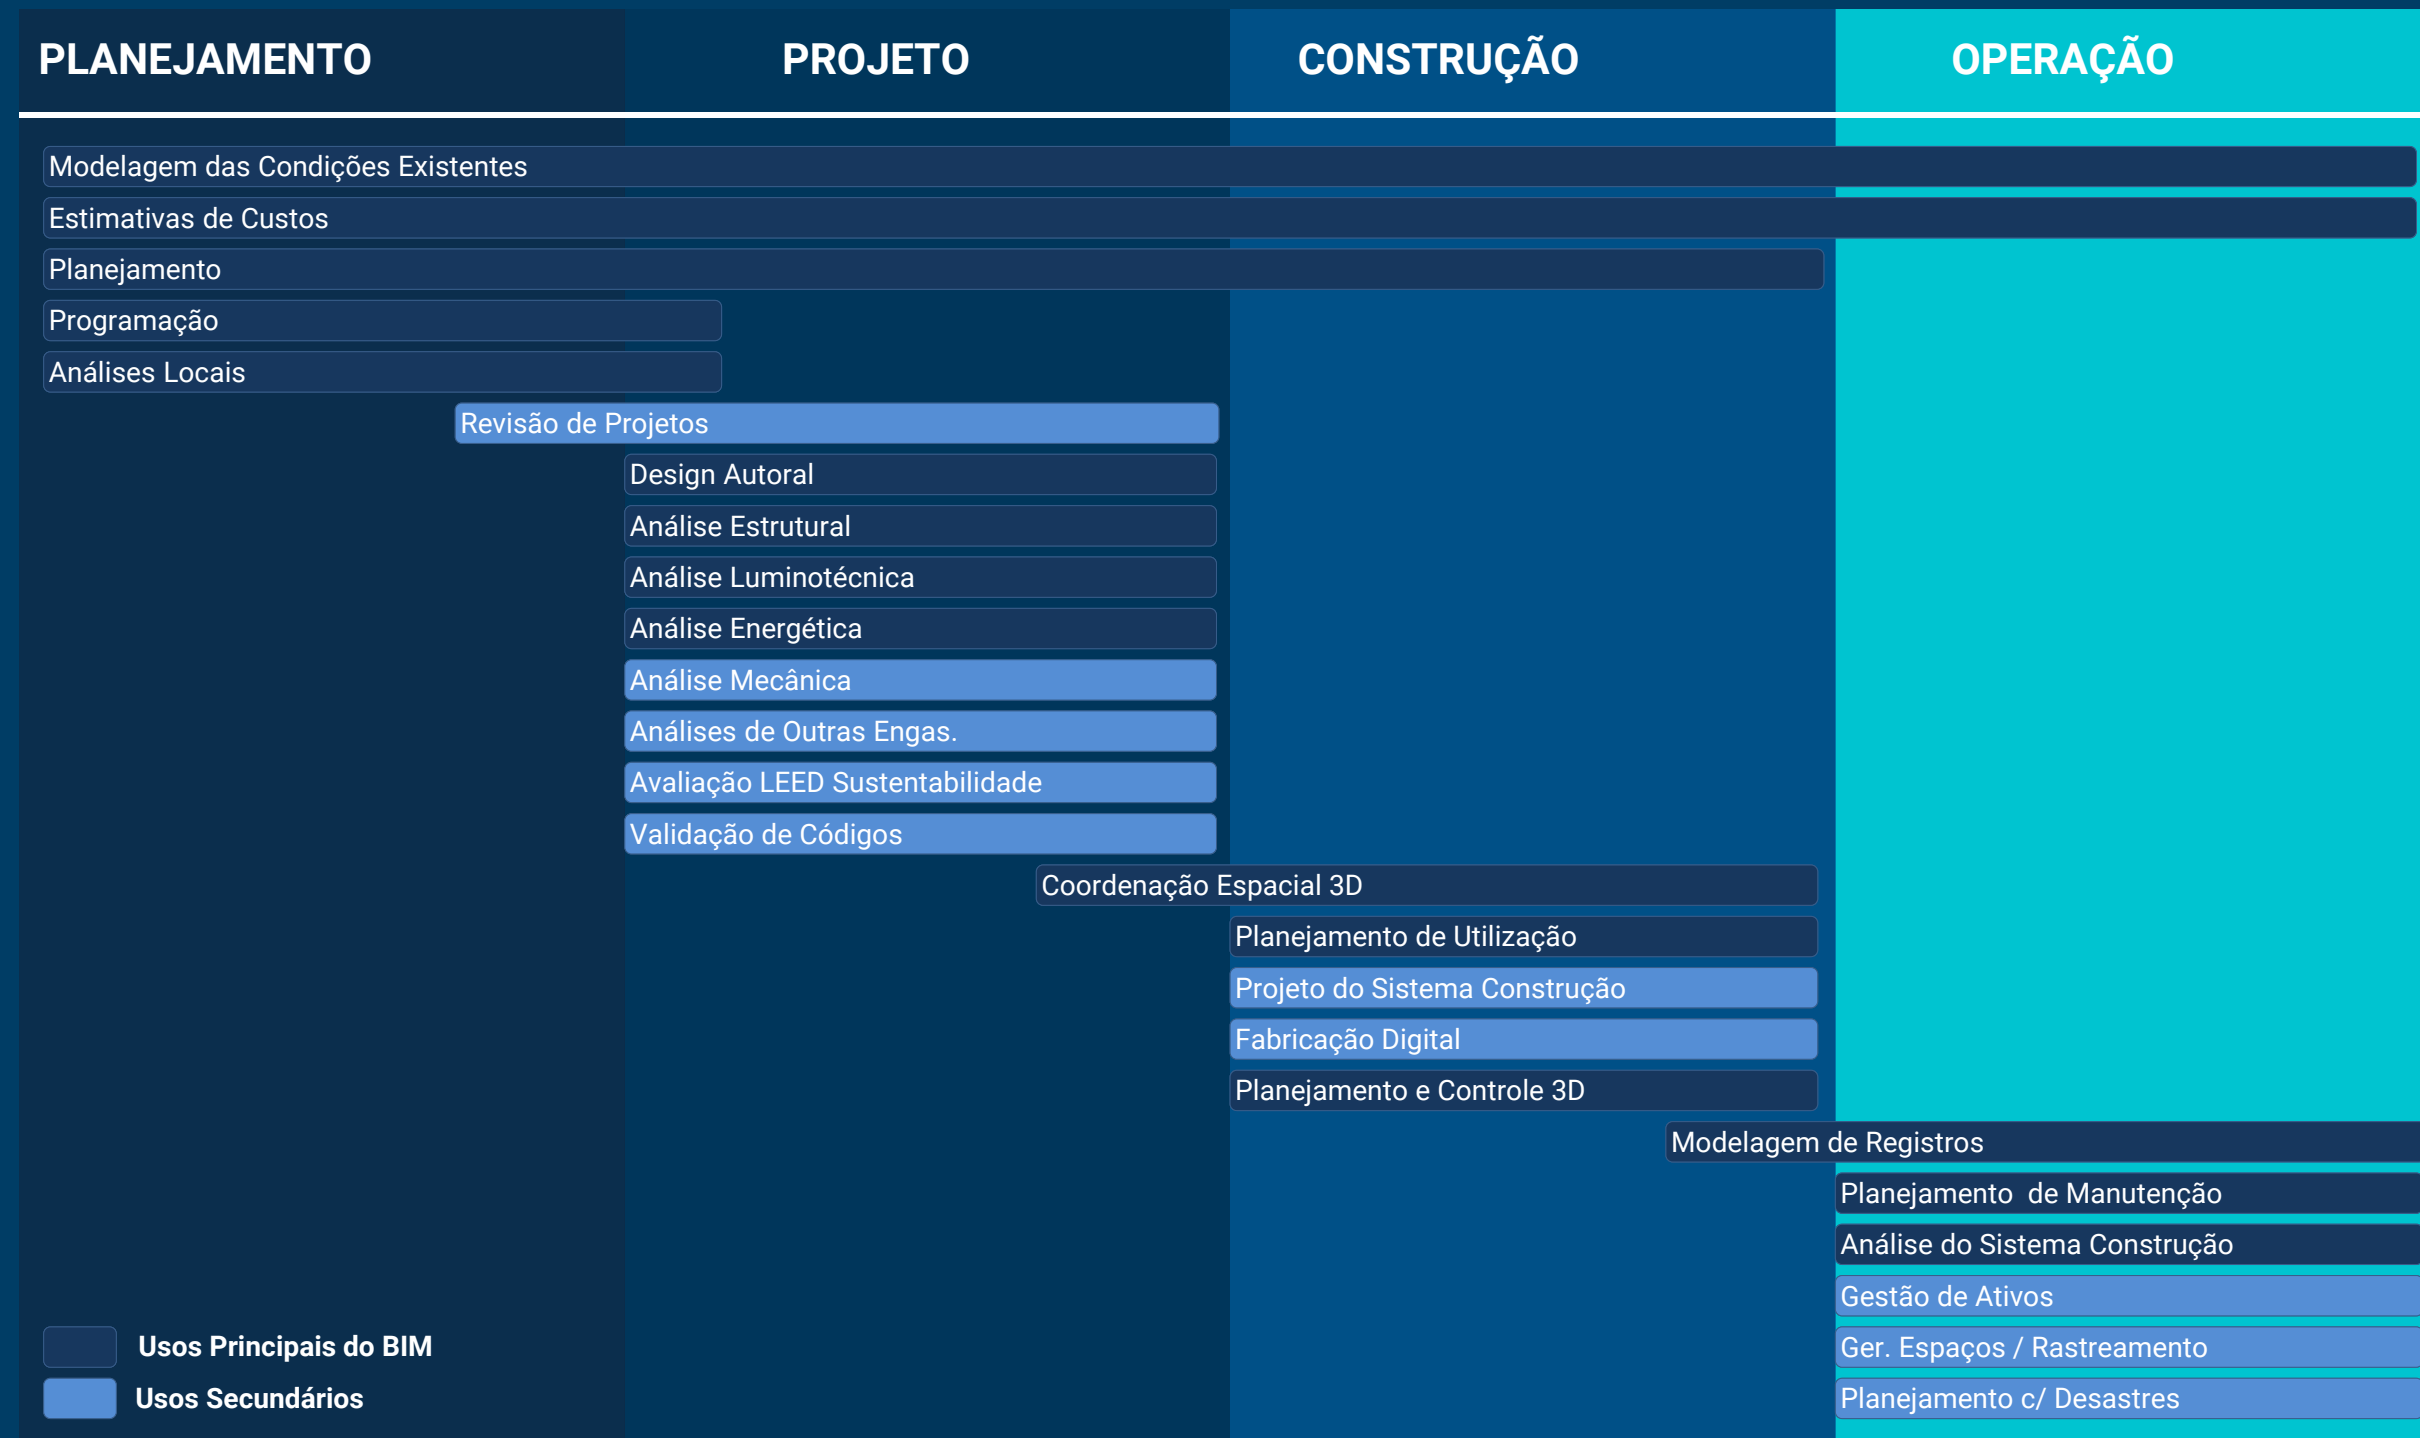 PLANEJAMENTO
PROJETO
CONSTRUÇÃO
OPERAÇÃO
Modelagem das Condições Existentes
Estimativas de Custos
Planejamento
Programação
Análises Locais
Revisão de Projetos
Design Autoral
Análise Estrutural
Análise Luminotécnica
Análise Energética
Análise Mecânica
Análises de Outras Engas.
Avaliação LEED Sustentabilidade
Validação de Códigos
Coordenação Espacial 3D
Planejamento de Utilização
Projeto do Sistema Construção
Fabricação Digital
Planejamento e Controle 3D
Modelagem de Registros
Planejamento  de Manutenção
Análise do Sistema Construção
Gestão de Ativos
Ger. Espaços / Rastreamento
Planejamento c/ Desastres
Usos Principais do BIM
Usos Secundários